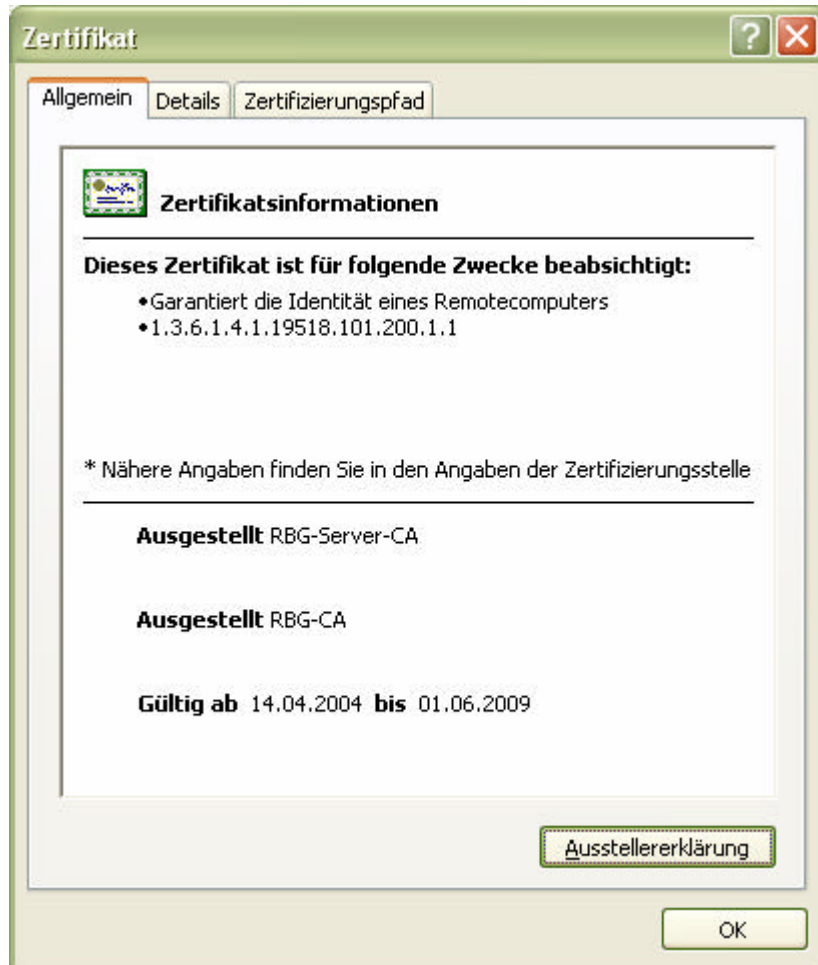 Zertifikat
Allgemein Details Zertifizierungspfad
Zertifikatsinformationen
Dieses Zertifikat ist für folgende Zwecke beabsichtigt:
•Garantiert die Identität eines Remotecomputers
•1.3.6.1.4.1.19518.101.200.1.1
* Nähere Angaben finden Sie in den Angaben der Zertifizierungsstelle
Ausgestellt RBG-Server-CA
Ausgestellt RBG-CA
Gültig ab 14.04.2004 bis 01.06.2009
Ausstellererklärung
OK